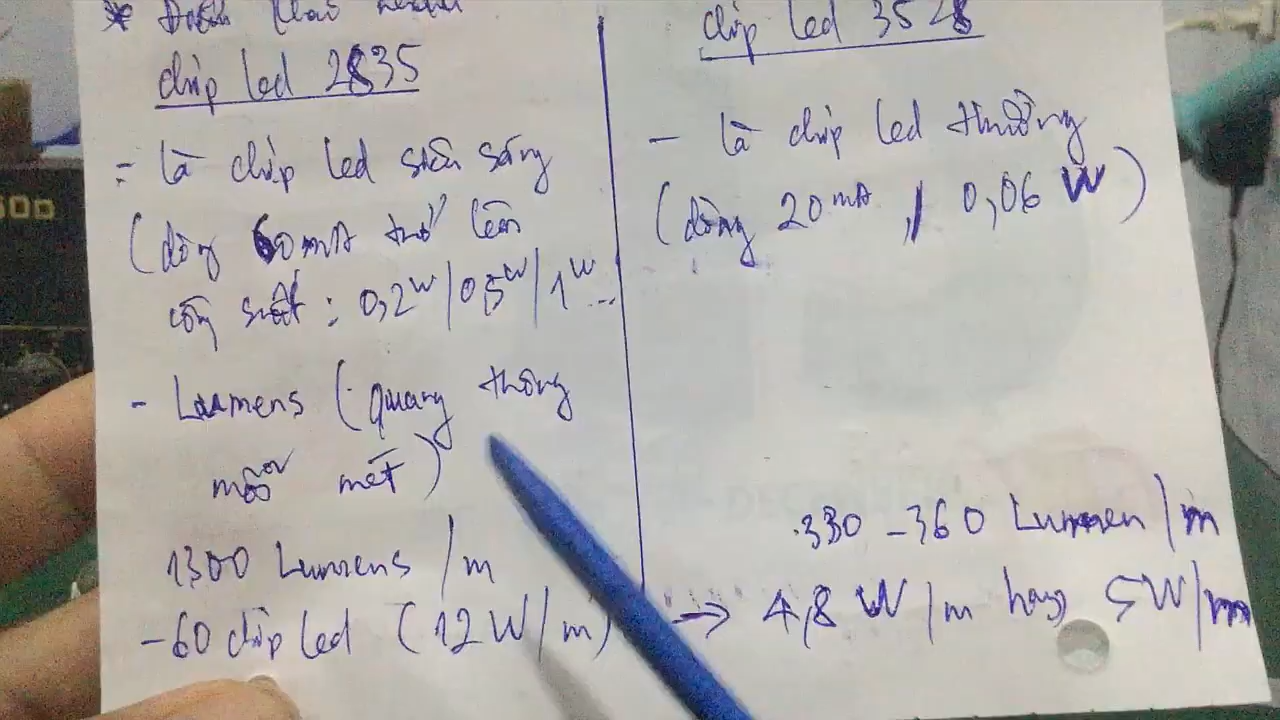 chip led 2835
- là chip led siêu sáng
(dòng 60mA trở lên
công suất : 0,2W/0,5W/1W...
- Lumens (quang thông
mỗi mét)
1300 Lumens /m
- 60 chip led (12W/m)
chip led 3528
- là chip led thường
(dòng 20mA , 0,06 W)
330 - 360 Lumen/m
→ 4,8 W/m hay 5W/m